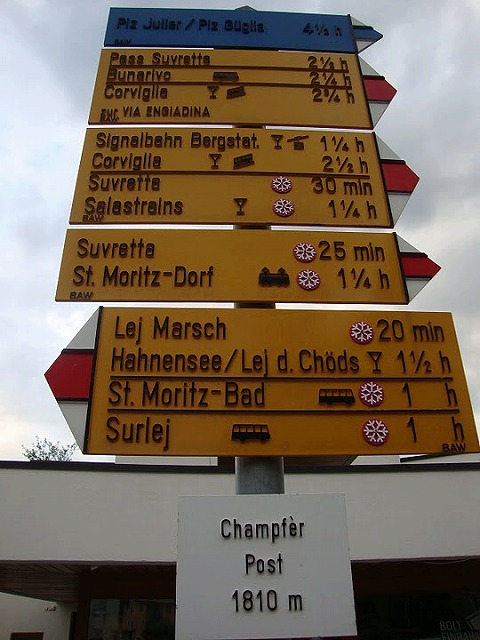 Piz Julier / Piz Güglia 4½ h
BAW
Pass Suvretta 2½ h
Bunarivo 2¼ h
Corviglia 2¾ h
nur VIA ENGIADINA
BAW
Signalbahn Bergstat. 1¼ h
Corviglia 2½ h
Suvretta 30 min
Salastrains 1¼ h
BAW
Suvretta 25 min
St. Moritz-Dorf 1¼ h
BAW
Lej Marsch 20 min
Hahnensee/Lej d. Chöds 1½ h
St. Moritz-Bad 1 h
Surlej 1 h
BAW
Champfèr
Post
1810 m